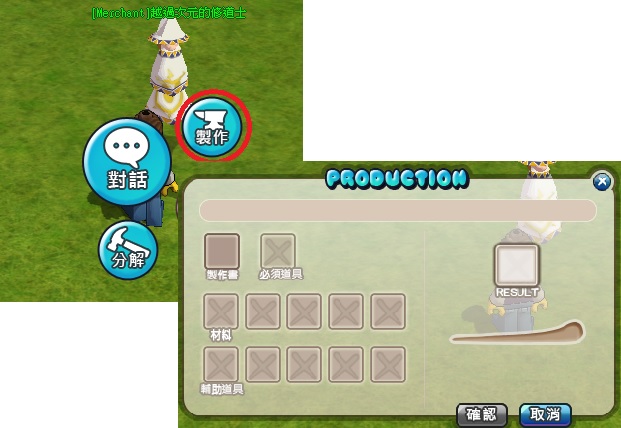 [Merchant]越過次元的修道士
製作
對話
分解
PRODUCTION
製作書
必須道具
RESULT
材料
輔助道具
確認
取消